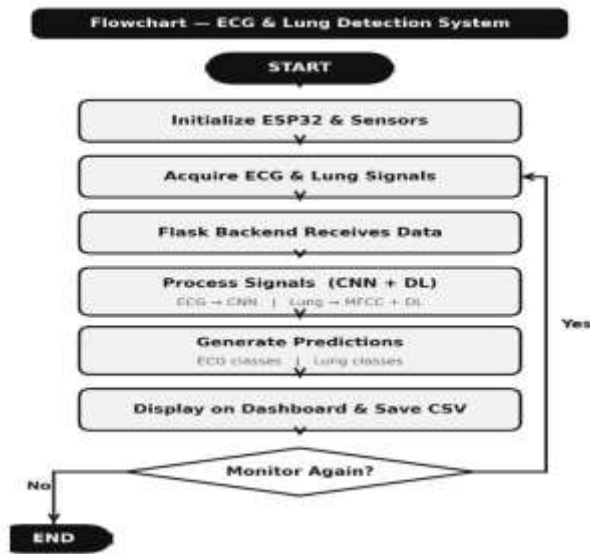 Flowchart — ECG & Lung Detection System
START
Initialize ESP32 & Sensors
Acquire ECG & Lung Signals
Flask Backend Receives Data
Process Signals (CNN + DL)
ECG → CNN | Lung → MFCC + DL
Generate Predictions
ECG classes | Lung classes
Display on Dashboard & Save CSV
Monitor Again?
Yes
No
END